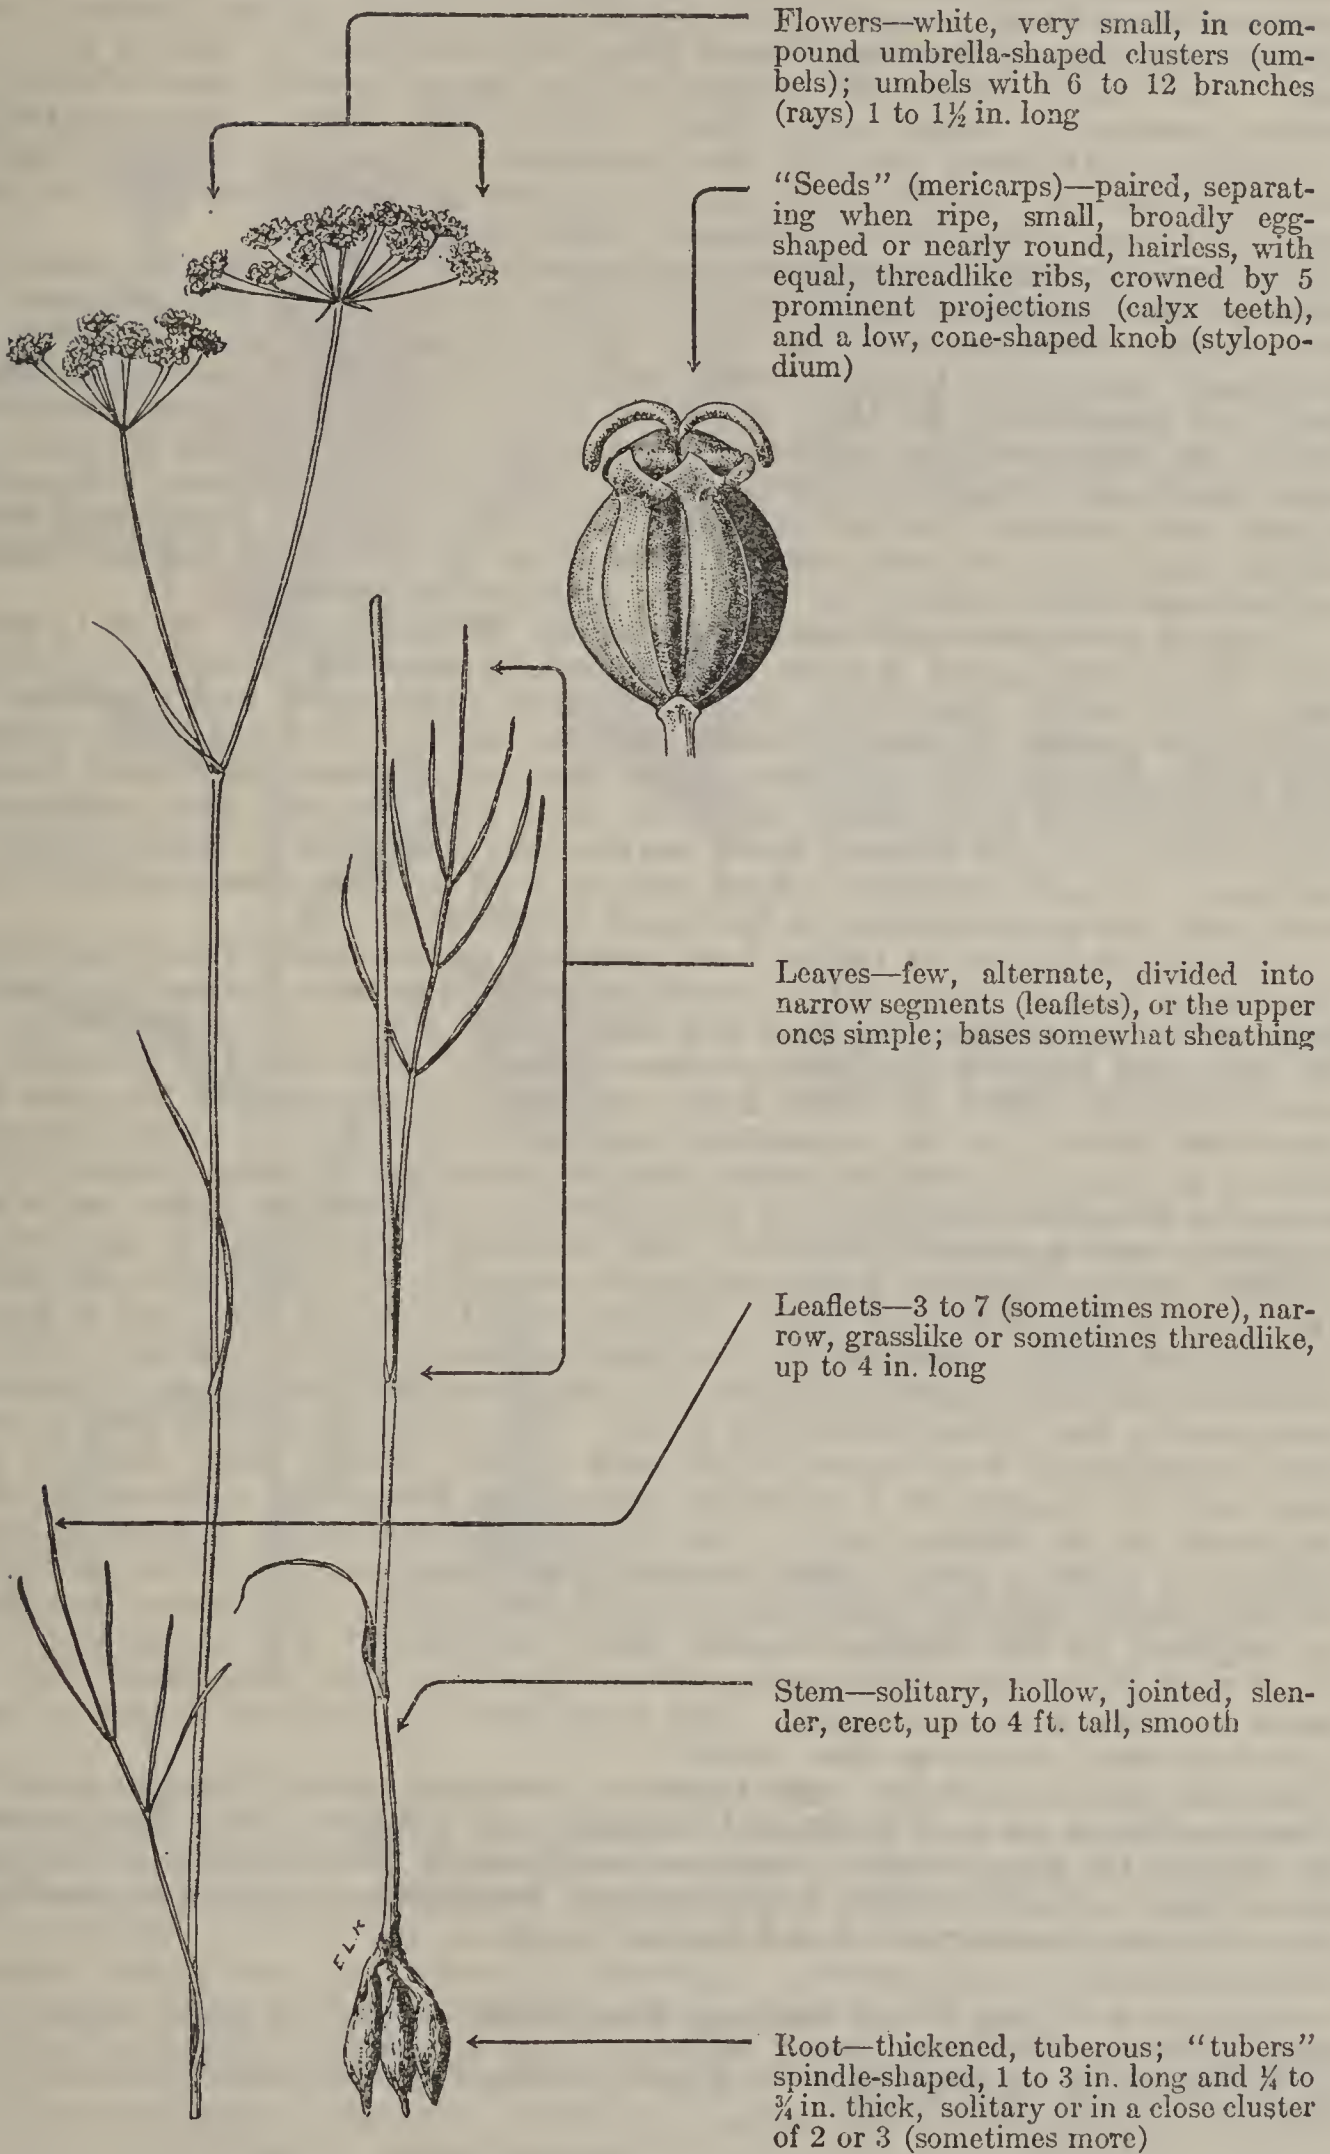 Flowers—white, very small, in com-
pound umbrella-shaped clusters (um-
bels); umbels with 6 to 12 branches
(rays) 1 to 1½ in. long
"Seeds" (mericarps)—paired, separat-
ing when ripe, small, broadly egg-
shaped or nearly round, hairless, with
equal, threadlike ribs, crowned by 5
prominent projections (calyx teeth),
and a low, cone-shaped knob (stylopo-
dium)
Leaves—few, alternate, divided into
narrow segments (leaflets), or the upper
ones simple; bases somewhat sheathing
Leaflets—3 to 7 (sometimes more), nar-
row, grasslike or sometimes threadlike,
up to 4 in. long
Stem—solitary, hollow, jointed, slen-
der, erect, up to 4 ft. tall, smooth
ELK
Root—thickened, tuberous; "tubers"
spindle-shaped, 1 to 3 in. long and ¼ to
¾ in. thick, solitary or in a close cluster
of 2 or 3 (sometimes more)